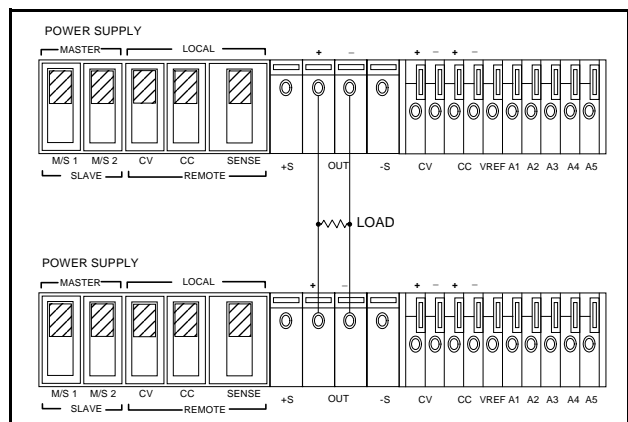 POWER SUPPLY
MASTER LOCAL + – + – + –
M/S 1 M/S 2 CV CC SENSE +S OUT -S CV CC VREF A1 A2 A3 A4 A5
SLAVE REMOTE
LOAD
POWER SUPPLY
MASTER LOCAL + – + – + –
M/S 1 M/S 2 CV CC SENSE +S OUT -S CV CC VREF A1 A2 A3 A4 A5
SLAVE REMOTE